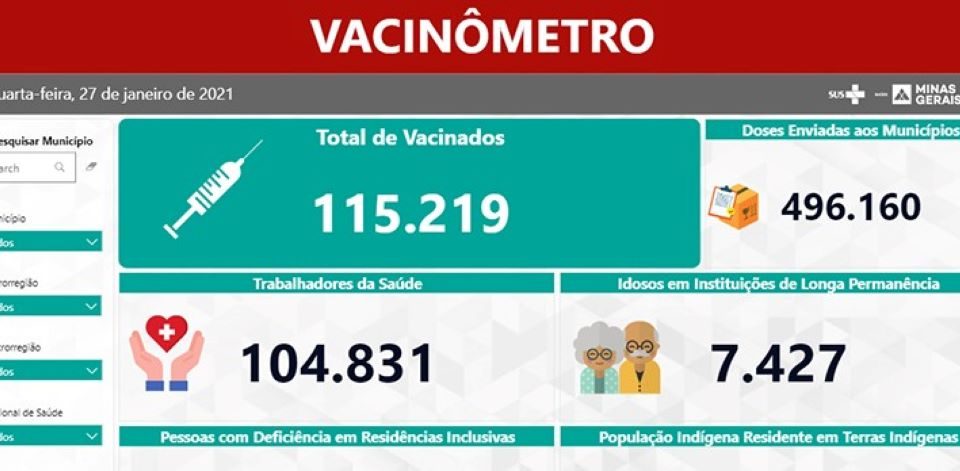 VACINÔMETRO
uarta-feira, 27 de janeiro de 2021
SUS
MINAS GERAIS
esquisar Município
arch
nicípio
dos
rorregião
dos
rorregião
dos
ional de Saúde
dos
Total de Vacinados
115.219
Doses Enviadas aos Municípios
496.160
Trabalhadores da Saúde
104.831
Idosos em Instituições de Longa Permanência
7.427
Pessoas com Deficiência em Residências Inclusivas
População Indígena Residente em Terras Indígenas